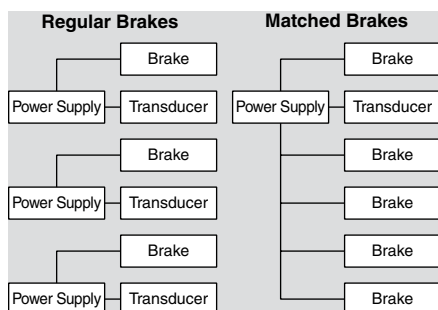 Regular Brakes
Brake
Power Supply
Transducer
Brake
Power Supply
Transducer
Brake
Power Supply
Transducer
Matched Brakes
Brake
Power Supply
Transducer
Brake
Brake
Brake
Brake